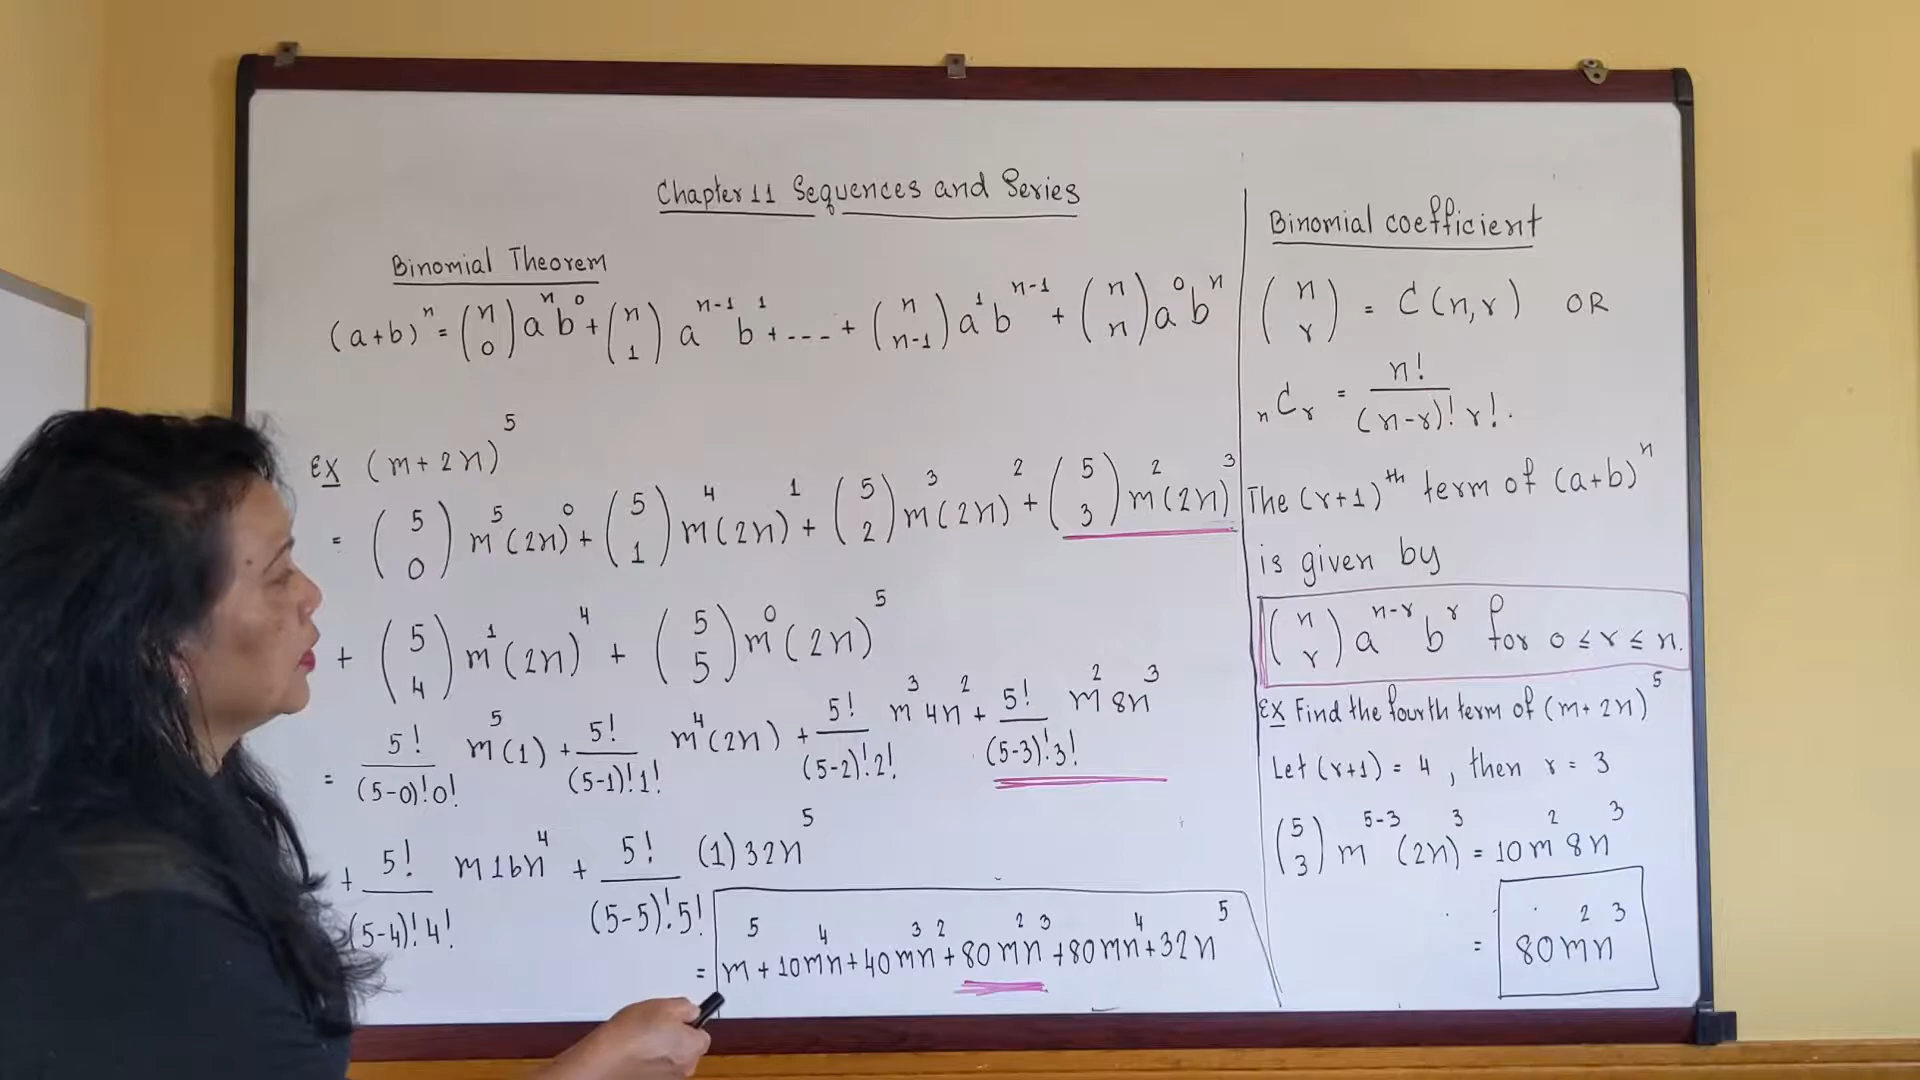 Chapter 11 Sequences and Series
Binomial Theorem
(a+b)^n = (n 0) a^n b^0 + (n 1) a^{n-1} b^1 + ---- + (n n-1) a^1 b^{n-1} + (n n) a^0 b^n
Ex (m+2n)^5
= (5 0) m^5 (2n)^0 + (5 1) m^4 (2n)^1 + (5 2) m^3 (2n)^2 + (5 3) m^2 (2n)^3
+ (5 4) m^1 (2n)^4 + (5 5) m^0 (2n)^5
= 5!/(5-0)!0! m^5 (1) + 5!/(5-1)!1! m^4 (2n) + 5!/(5-2)!2! m^3 4n^2 + 5!/(5-3)!3! m^2 8n^3
+ 5!/(5-4)!4! m 16n^4 + 5!/(5-5)!5! (1) 32n^5
= m^5 + 10m^4n + 40m^3n^2 + 80m^2n^3 + 80mn^4 + 32n^5
Binomial coefficient
(n r) = C(n,r) OR
nCr = n!/(n-r)! r! .
The (r+1)^th term of (a+b)^n
is given by
(n r) a^{n-r} b^r for 0 ≤ r ≤ n.
Ex Find the fourth term of (m+2n)^5
Let (r+1) = 4, then r = 3
(5 3) m^{5-3} (2n)^3 = 10m^2 8n^3
= 80m^2n^3